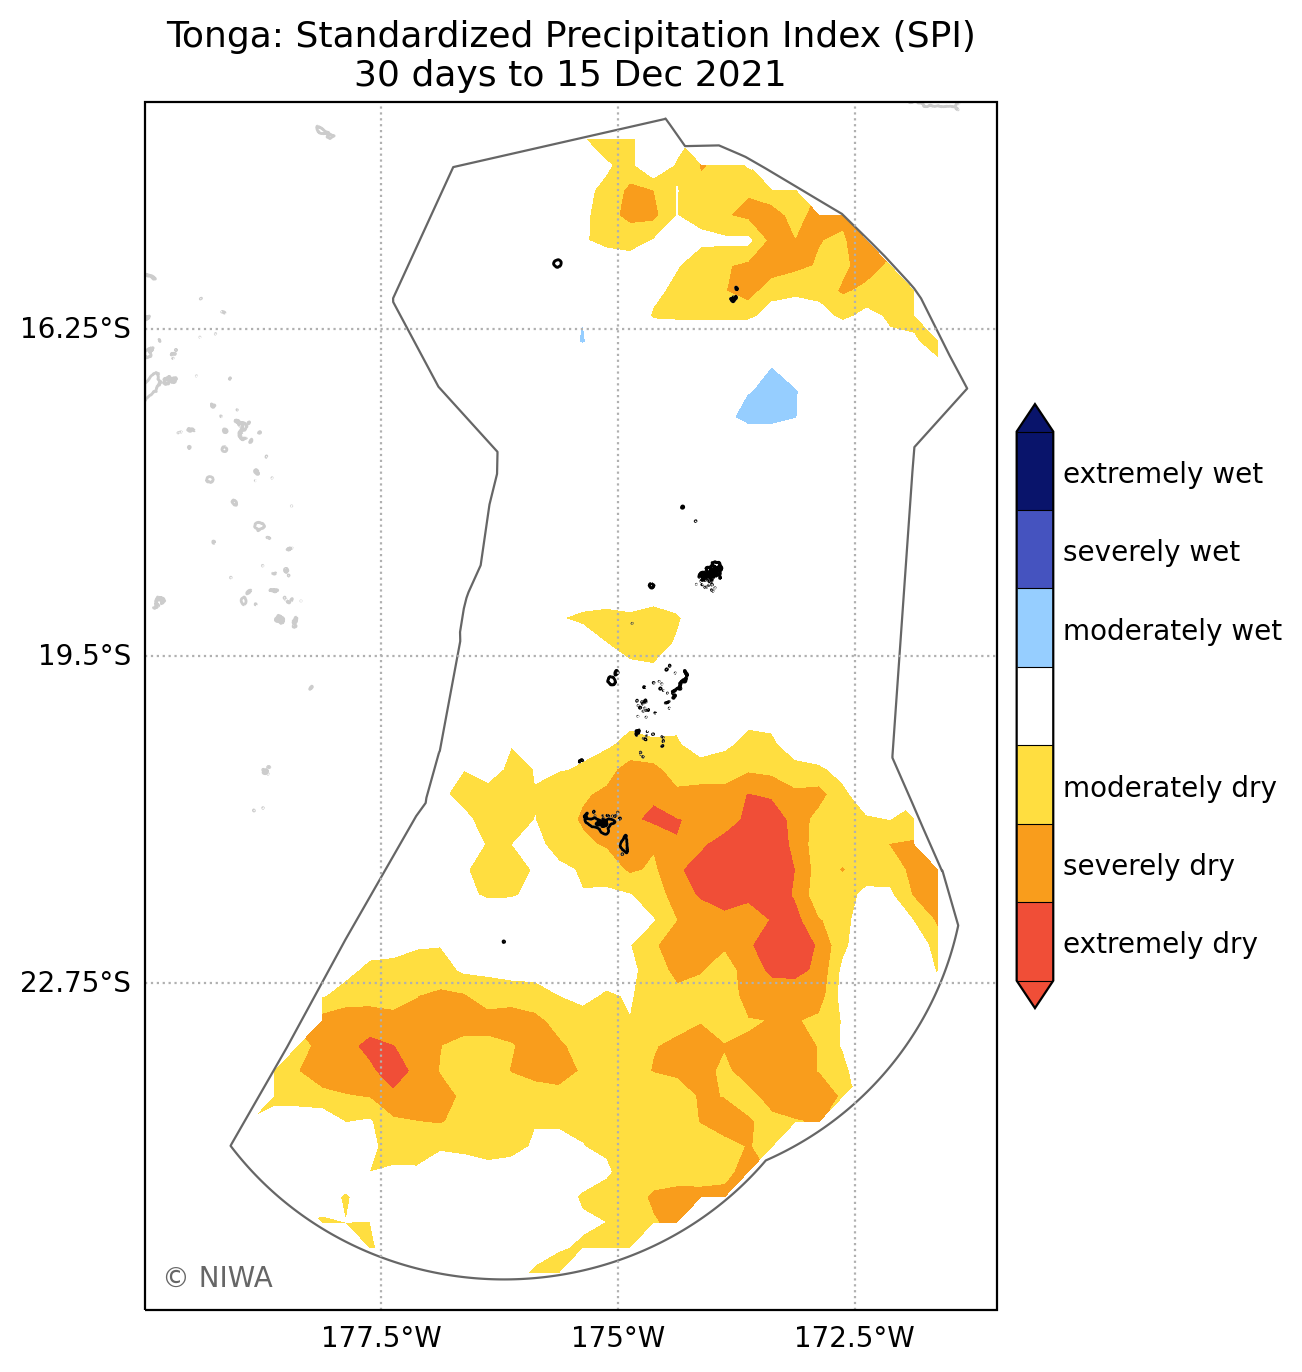 Tonga: Standardized Precipitation Index (SPI)
30 days to 15 Dec 2021
16.25°S
19.5°S
22.75°S
177.5°W
175°W
172.5°W
extremely wet
severely wet
moderately wet
moderately dry
severely dry
extremely dry
© NIWA